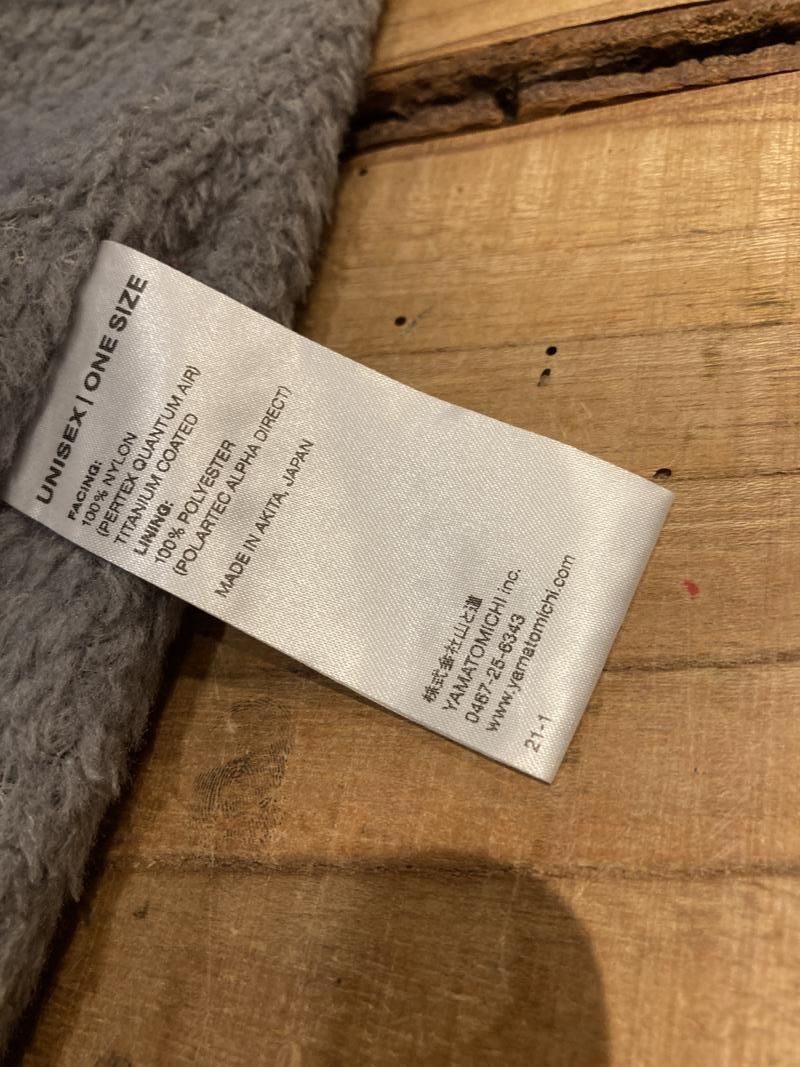 UNISEX | ONE SIZE
FACING:
100% NYLON
(PERTEX QUANTUM AIR)
TITANIUM COATED
LINING:
100% POLYESTER
(POLARTEC ALPHA DIRECT)
MADE IN AKITA, JAPAN
株式会社山と道
YAMATOMICHI inc.
0467-25-6343
www.yamatomichi.com
21-1